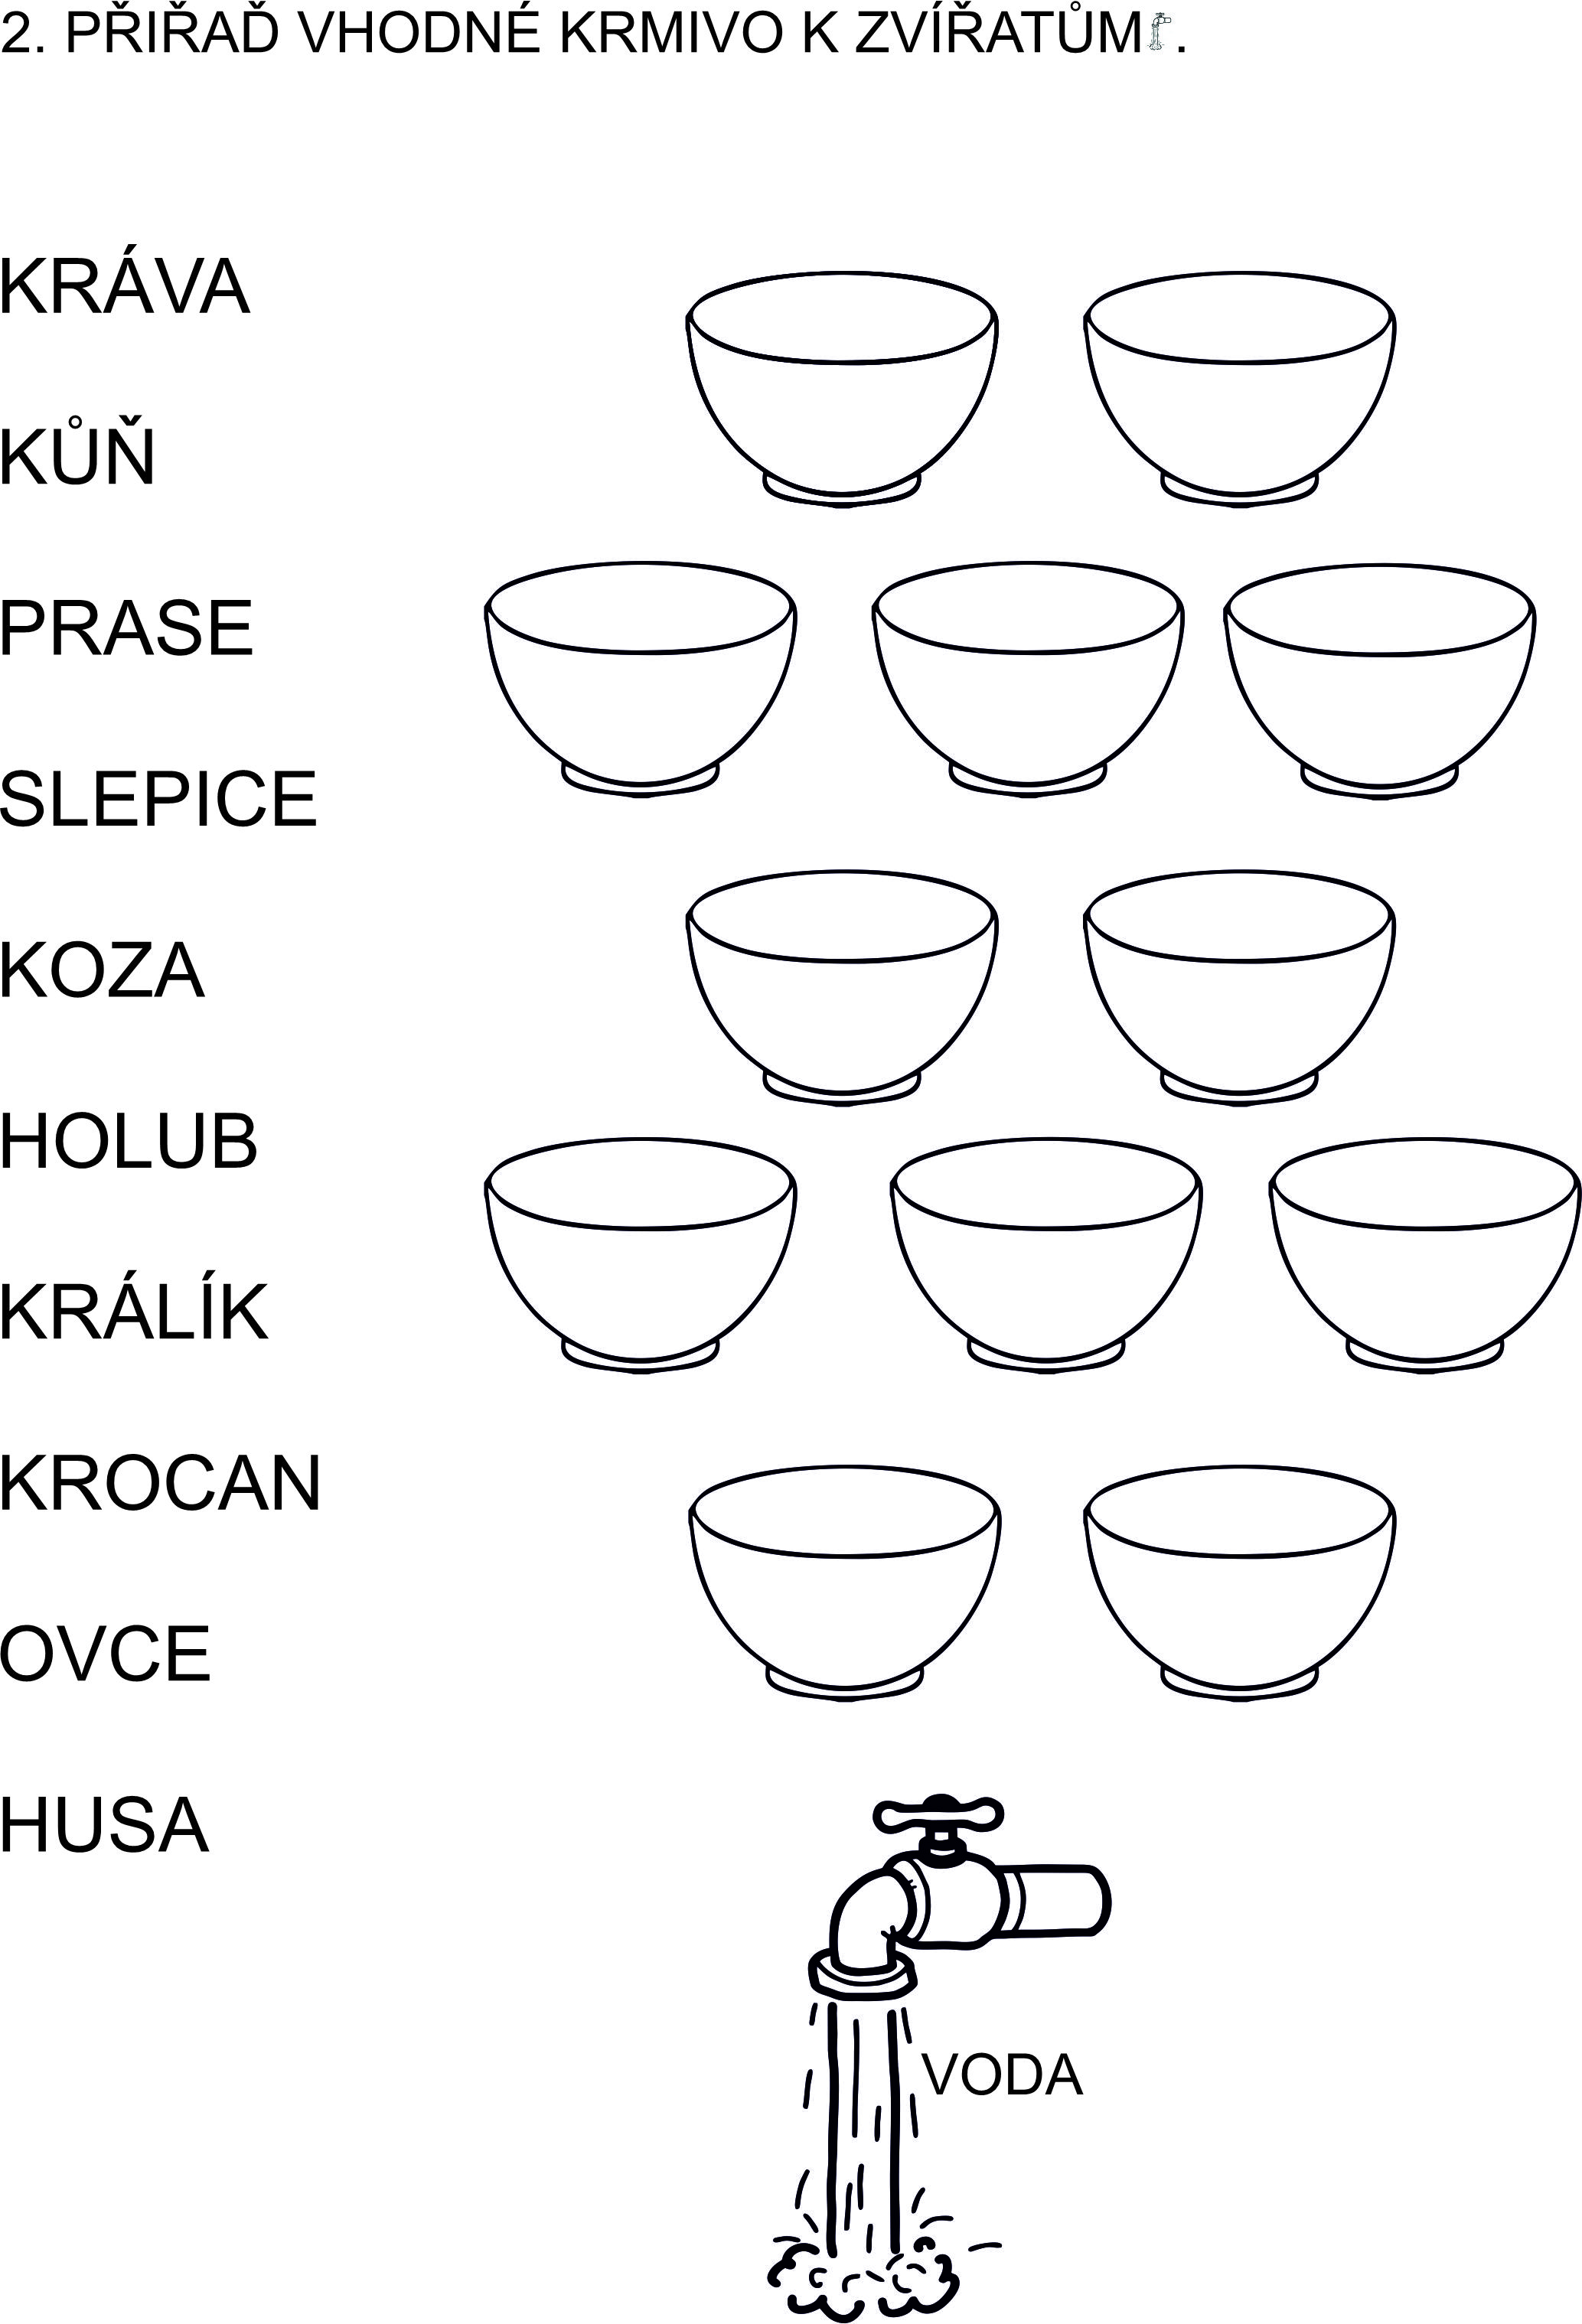 2. PŘIŘAĎ VHODNÉ KRMIVO K ZVÍŘATŮM.
KRÁVA
KŮŇ
PRASE
SLEPICE
KOZA
HOLUB
KRÁLÍK
KROCAN
OVCE
HUSA
VODA